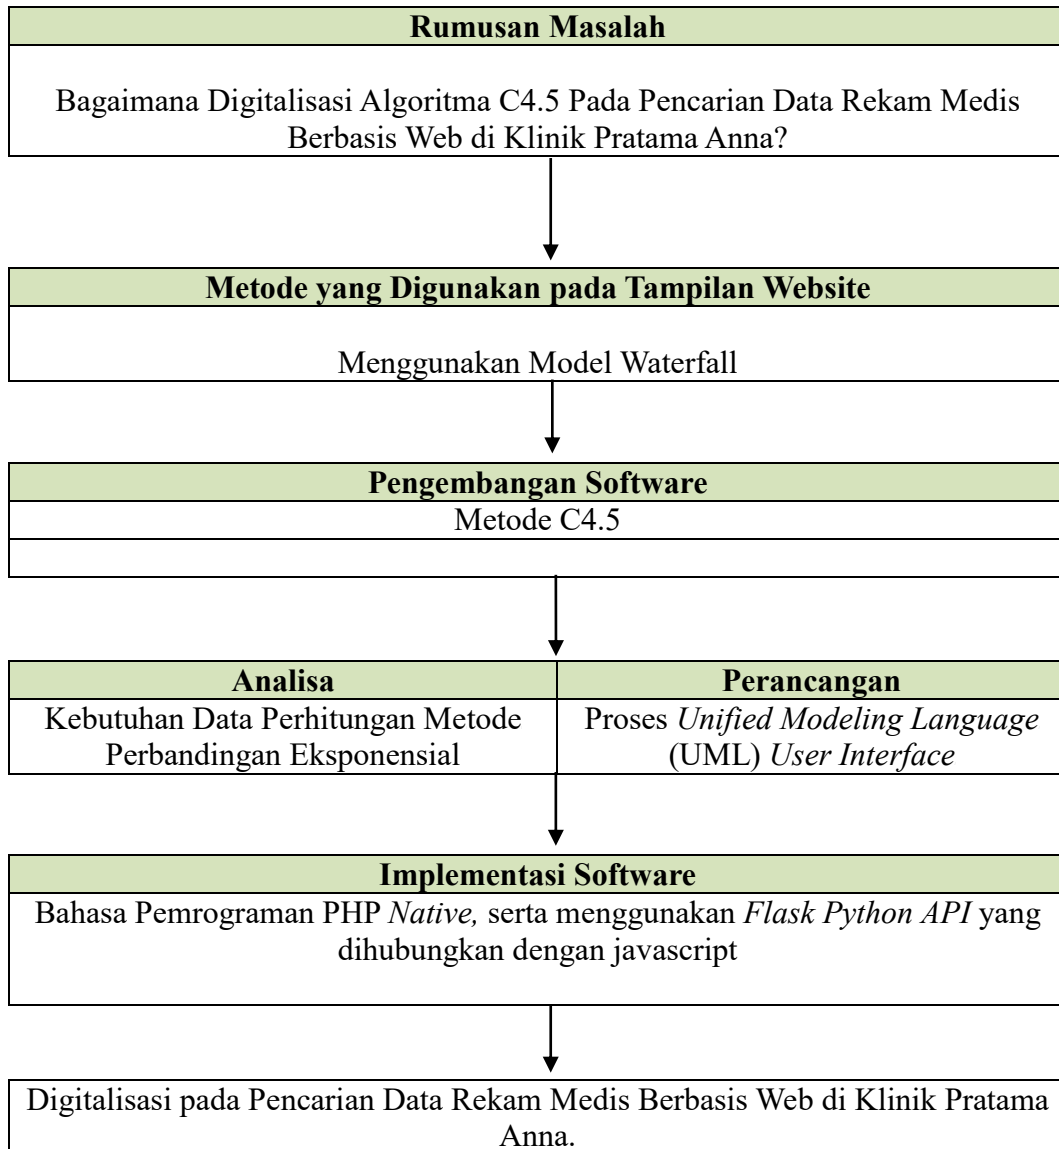 Rumusan Masalah
Bagaimana Digitalisasi Algoritma C4.5 Pada Pencarian Data Rekam Medis
Berbasis Web di Klinik Pratama Anna?
Metode yang Digunakan pada Tampilan Website
Menggunakan Model Waterfall
Pengembangan Software
Metode C4.5
Analisa
Kebutuhan Data Perhitungan Metode
Perbandingan Eksponensial
Perancangan
Proses Unified Modeling Language
(UML) User Interface
Implementasi Software
Bahasa Pemrograman PHP Native, serta menggunakan Flask Python API yang
dihubungkan dengan javascript
Digitalisasi pada Pencarian Data Rekam Medis Berbasis Web di Klinik Pratama
Anna.